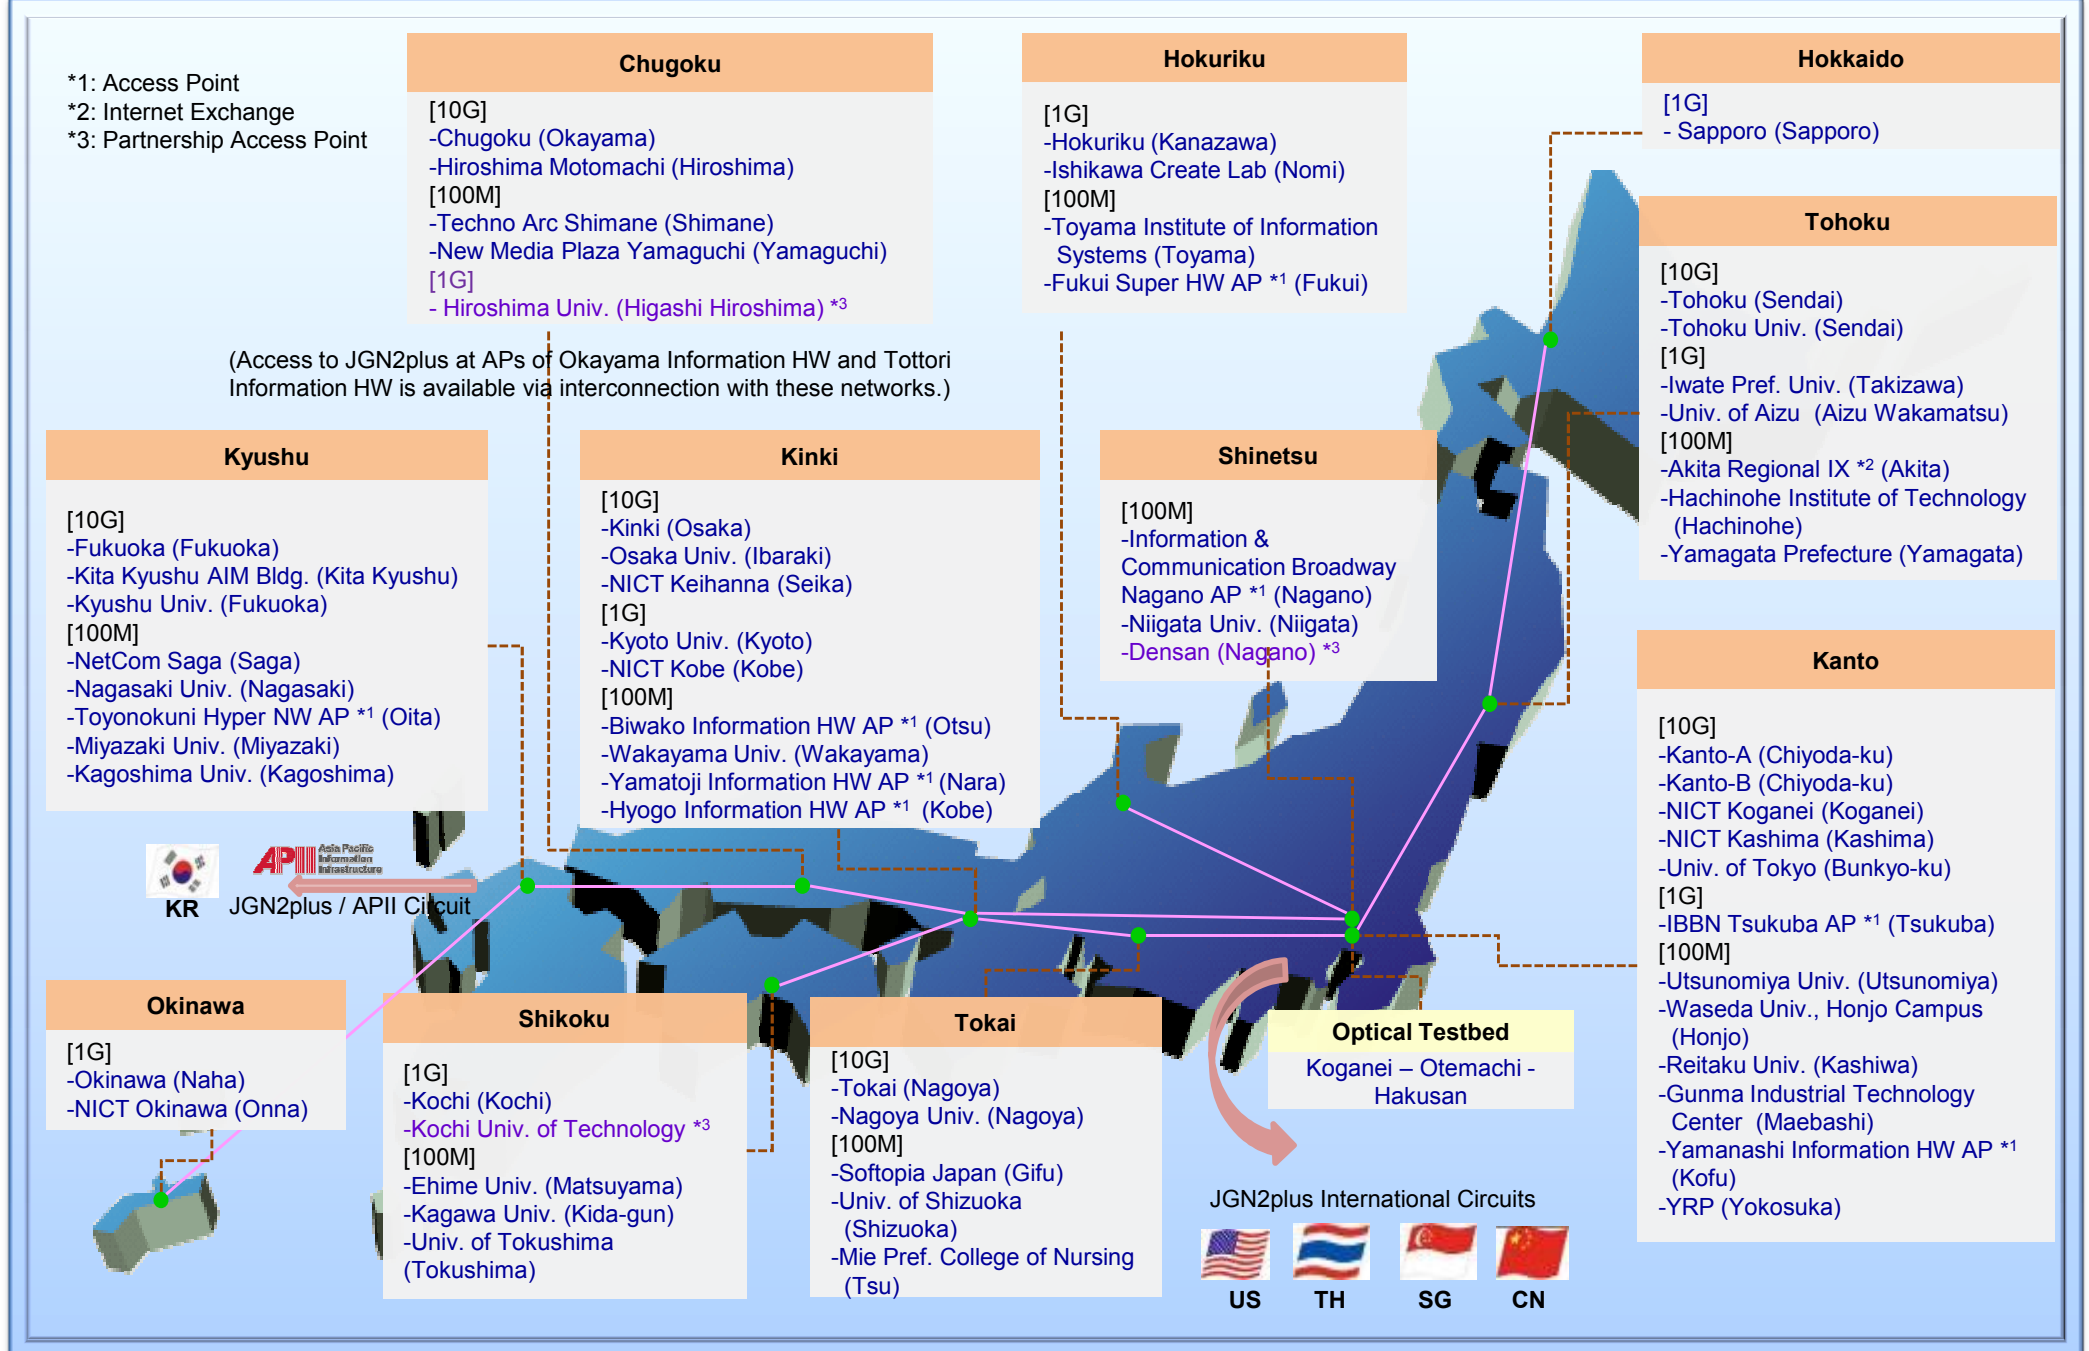 *1: Access Point
*2: Internet Exchange
*3: Partnership Access Point
Chugoku
[10G]
-Chugoku (Okayama)
-Hiroshima Motomachi (Hiroshima)
[100M]
-Techno Arc Shimane (Shimane)
-New Media Plaza Yamaguchi (Yamaguchi)
[1G]
- Hiroshima Univ. (Higashi Hiroshima) *3
(Access to JGN2plus at APs of Okayama Information HW and Tottori
Information HW is available via interconnection with these networks.)
Hokuriku
[1G]
-Hokuriku (Kanazawa)
-Ishikawa Create Lab (Nomi)
[100M]
-Toyama Institute of Information
Systems (Toyama)
-Fukui Super HW AP *1 (Fukui)
Hokkaido
[1G]
- Sapporo (Sapporo)
Tohoku
[10G]
-Tohoku (Sendai)
-Tohoku Univ. (Sendai)
[1G]
-Iwate Pref. Univ. (Takizawa)
-Univ. of Aizu (Aizu Wakamatsu)
[100M]
-Akita Regional IX *2 (Akita)
-Hachinohe Institute of Technology
(Hachinohe)
-Yamagata Prefecture (Yamagata)
Kyushu
[10G]
-Fukuoka (Fukuoka)
-Kita Kyushu AIM Bldg. (Kita Kyushu)
-Kyushu Univ. (Fukuoka)
[100M]
-NetCom Saga (Saga)
-Nagasaki Univ. (Nagasaki)
-Toyonokuni Hyper NW AP *1 (Oita)
-Miyazaki Univ. (Miyazaki)
-Kagoshima Univ. (Kagoshima)
Kinki
[10G]
-Kinki (Osaka)
-Osaka Univ. (Ibaraki)
-NICT Keihanna (Seika)
[1G]
-Kyoto Univ. (Kyoto)
-NICT Kobe (Kobe)
[100M]
-Biwako Information HW AP *1 (Otsu)
-Wakayama Univ. (Wakayama)
-Yamatoji Information HW AP *1 (Nara)
-Hyogo Information HW AP *1 (Kobe)
Shinetsu
[100M]
-Information &
Communication Broadway
Nagano AP *1 (Nagano)
-Niigata Univ. (Niigata)
-Densan (Nagano) *3
Kanto
[10G]
-Kanto-A (Chiyoda-ku)
-Kanto-B (Chiyoda-ku)
-NICT Koganei (Koganei)
-NICT Kashima (Kashima)
-Univ. of Tokyo (Bunkyo-ku)
[1G]
-IBBN Tsukuba AP *1 (Tsukuba)
[100M]
-Utsunomiya Univ. (Utsunomiya)
-Waseda Univ., Honjo Campus
(Honjo)
-Reitaku Univ. (Kashiwa)
-Gunma Industrial Technology
Center (Maebashi)
-Yamanashi Information HW AP *1
(Kofu)
-YRP (Yokosuka)
APII Asia Pacific
Information
Infrastructure
KR
JGN2plus / APII Circuit
Okinawa
[1G]
-Okinawa (Naha)
-NICT Okinawa (Onna)
Shikoku
[1G]
-Kochi (Kochi)
-Kochi Univ. of Technology *3
[100M]
-Ehime Univ. (Matsuyama)
-Kagawa Univ. (Kida-gun)
-Univ. of Tokushima
(Tokushima)
Tokai
[10G]
-Tokai (Nagoya)
-Nagoya Univ. (Nagoya)
[100M]
-Softopia Japan (Gifu)
-Univ. of Shizuoka
(Shizuoka)
-Mie Pref. College of Nursing
(Tsu)
Optical Testbed
Koganei – Otemachi -
Hakusan
JGN2plus International Circuits
US TH SG CN